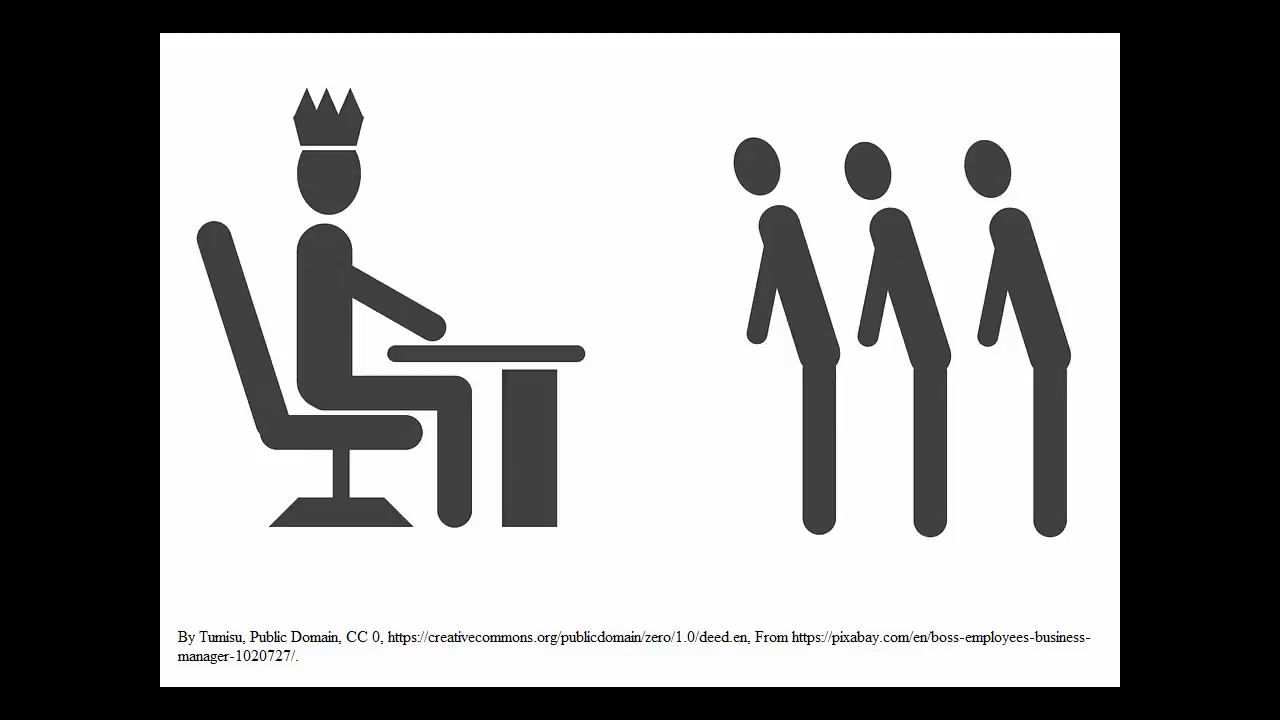 By Tumisu, Public Domain, CC 0, https://creativecommons.org/publicdomain/zero/1.0/deed.en, From https://pixabay.com/en/boss-employees-business-
manager-1020727/.